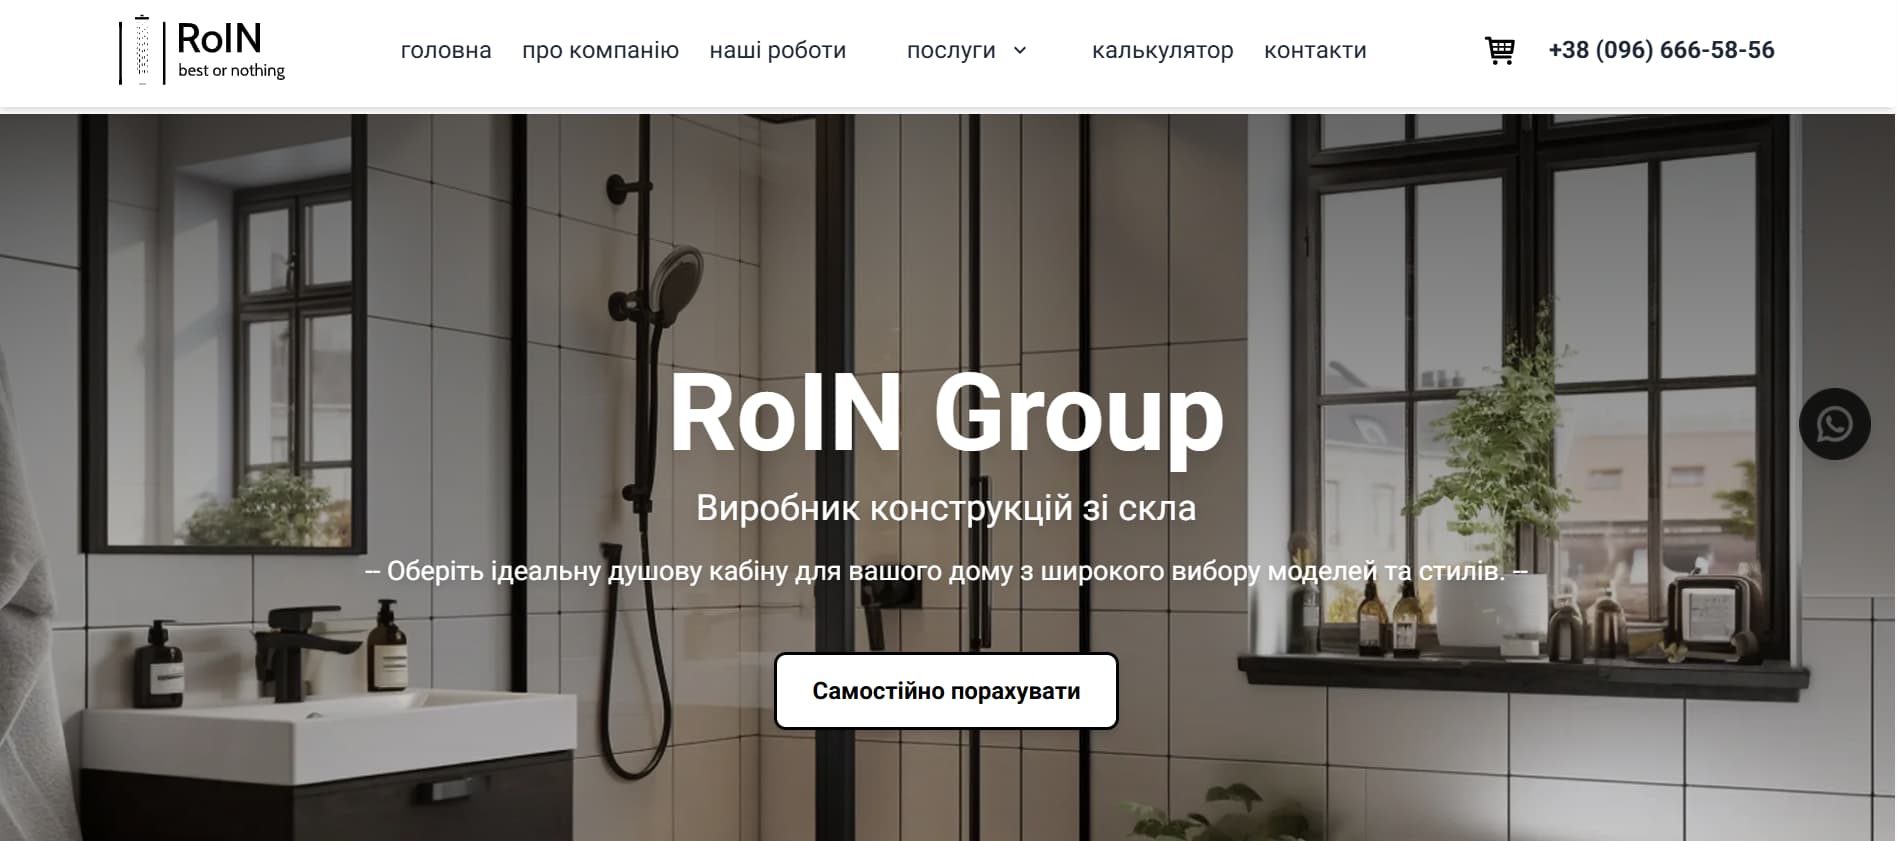 RoIN
best or nothing
головна про компанію наші роботи послуги калькулятор контакти +38 (096) 666-58-56
RoIN Group
Виробник конструкцій зі скла
-- Оберіть ідеальну душову кабіну для вашого дому з широкого вибору моделей та стилів. --
Самостійно порахувати